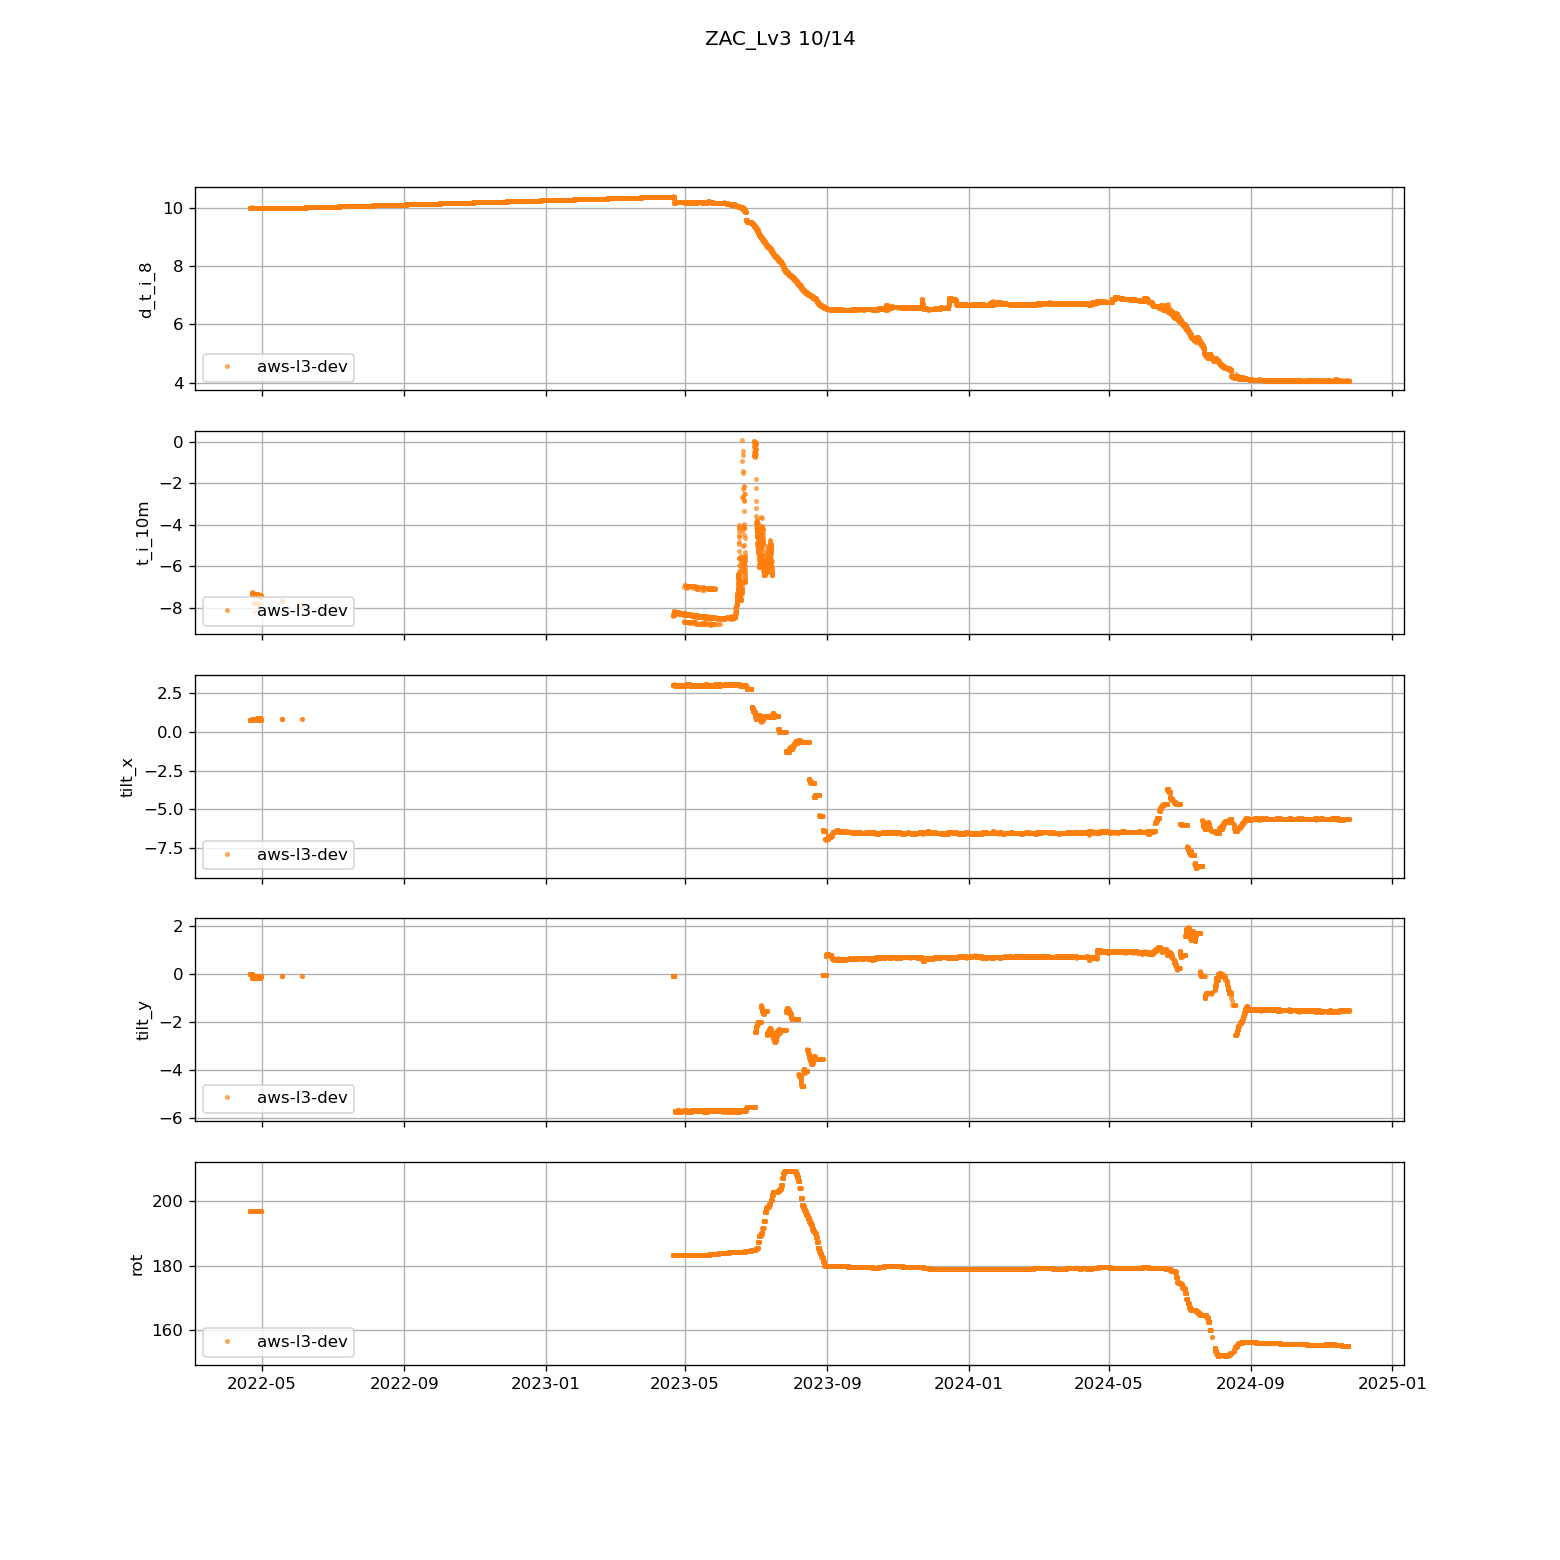 ZAC_Lv3 10/14
10
8
6
4
d_t_i_8
aws-l3-dev
0
−2
−4
−6
−8
t_i_10m
aws-l3-dev
2.5
0.0
−2.5
−5.0
−7.5
tilt_x
aws-l3-dev
2
0
−2
−4
−6
tilt_y
aws-l3-dev
200
180
160
rot
aws-l3-dev
2022-05 2022-09 2023-01 2023-05 2023-09 2024-01 2024-05 2024-09 2025-01